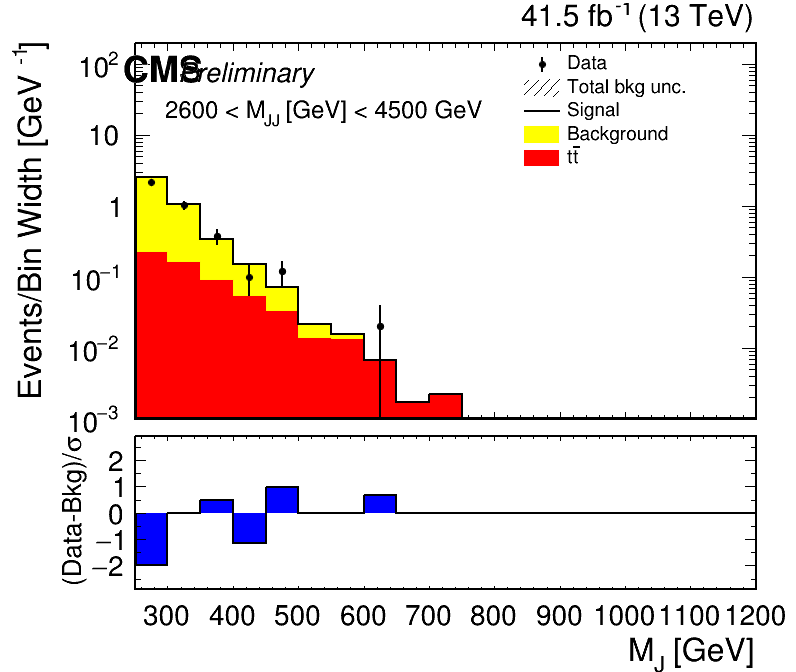 41.5 fb⁻¹ (13 TeV)
CMS Preliminary
2600 < M_JJ [GeV] < 4500 GeV
Data
Total bkg unc.
Signal
Background
tt̄
Events/Bin Width [GeV⁻¹]
10²
10
1
10⁻¹
10⁻²
10⁻³
(Data-Bkg)/σ
2
1
0
−1
−2
300 400 500 600 700 800 900 1000 1100 1200
M_J [GeV]